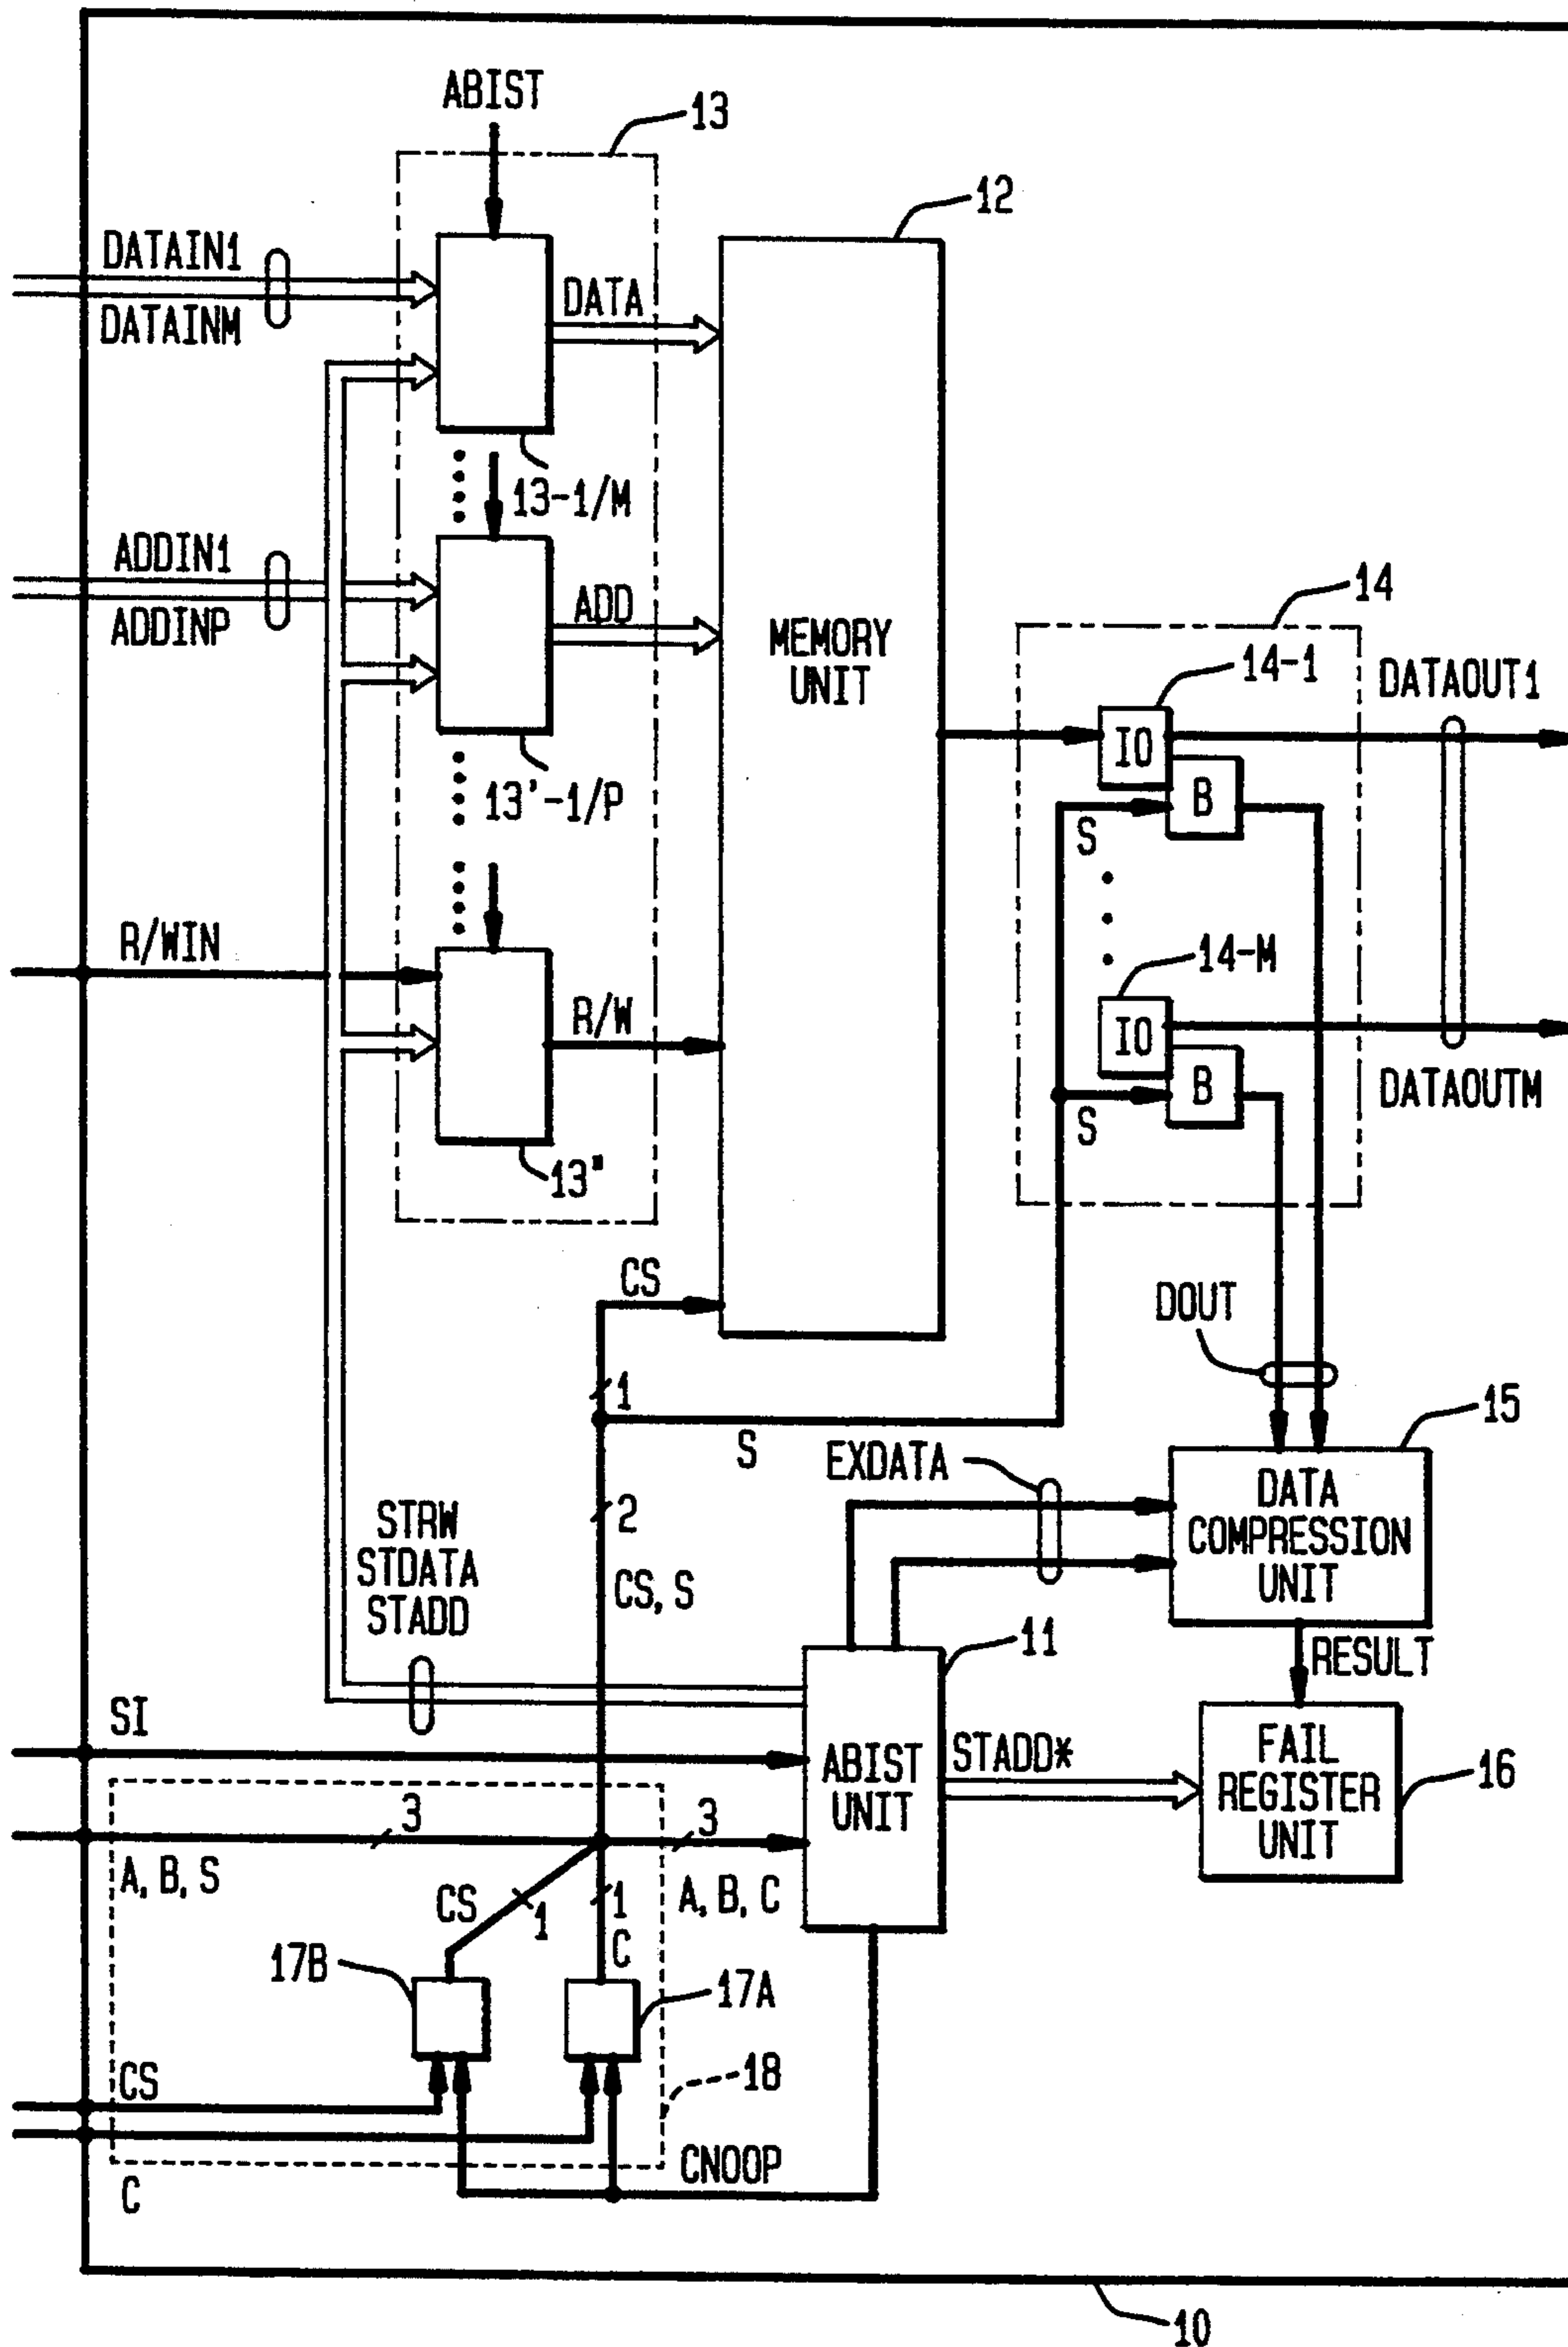 ABIST
13
12
DATAIN1
DATAINM
DATA
13-1/M
ADDIN1
ADDINP
ADD
13'-1/P
MEMORY
UNIT
14
14-1
DATAOUT1
IO
B
S
R/WIN
R/W
14-M
IO
B
S
DATAOUTM
13"
CS
DOUT
1
S
15
EXDATA
DATA
COMPRESSION
UNIT
2
STRW
STDATA
STADD
CS, S
11
RESULT
SI
ABIST
UNIT
STADD*
FAIL
REGISTER
UNIT
16
3
3
A, B, S
A, B, C
CS
1
1
C
17B
17A
CS
18
CNOOP
C
10